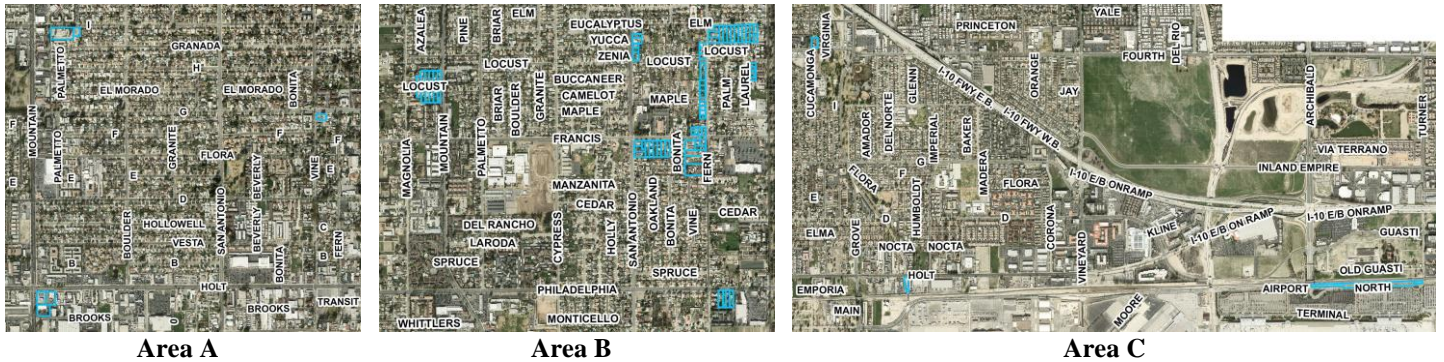 I
GRANADA
PALMETTO
H
EL MORADO
EL MORADO
BONITA
G
F
MOUNTAIN
F
GRANITE
F
F
FLORA
PALMETTO
E
E
E
BEVERLY
VINE
E
D
D
BOULDER
HOLLOWELL
SAN ANTONIO
BEVERLY
C
VESTA
FERN
B
B
BONITA
B
HOLT
TRANSIT
BROOKS
BROOKS
Area A
AZALEA
PINE
BRIAR
ELM
EUCALYPTUS
ELM
YUCCA
ZENIA
LOCUST
LOCUST
LOCUST
LOCUST
BUCCANEER
PALM
LAUREL
BRIAR
BOULDER
GRANITE
CAMELOT
MAPLE
MAPLE
MOUNTAIN
PALMETTO
FRANCIS
MAGNOLIA
BONITA
FERN
MANZANITA
CEDAR
SAN ANTONIO
OAKLAND
BONITA
VINE
CEDAR
DEL RANCHO
CYPRESS
HOLLY
LARODA
SPRUCE
SPRUCE
PHILADELPHIA
WHITTLERS
MONTICELLO
Area B
YALE
VIRGINIA
PRINCETON
CUCAMONGA
FOURTH
DEL RIO
I-10 FWY E.B.
ORANGE
GLENN
JAY
ARCHIBALD
I
I-10 FWY W.B.
TURNER
AMADOR
DEL NORTE
IMPERIAL
BAKER
VIA TERRANO
G
MADERA
INLAND EMPIRE
F
FLORA
FLORA
I-10 E/B ONRAMP
E
HUMBOLDT
E
D
D
I-10 E/B ONRAMP
ELMA
GROVE
CORONA
KLINE
I-10 E/B ON RAMP
GUASTI
NOCTA
NOCTA
VINEYARD
HOLT
OLD GUASTI
EMPORIA
AIRPORT
NORTH
MAIN
MOORE
TERMINAL
Area C